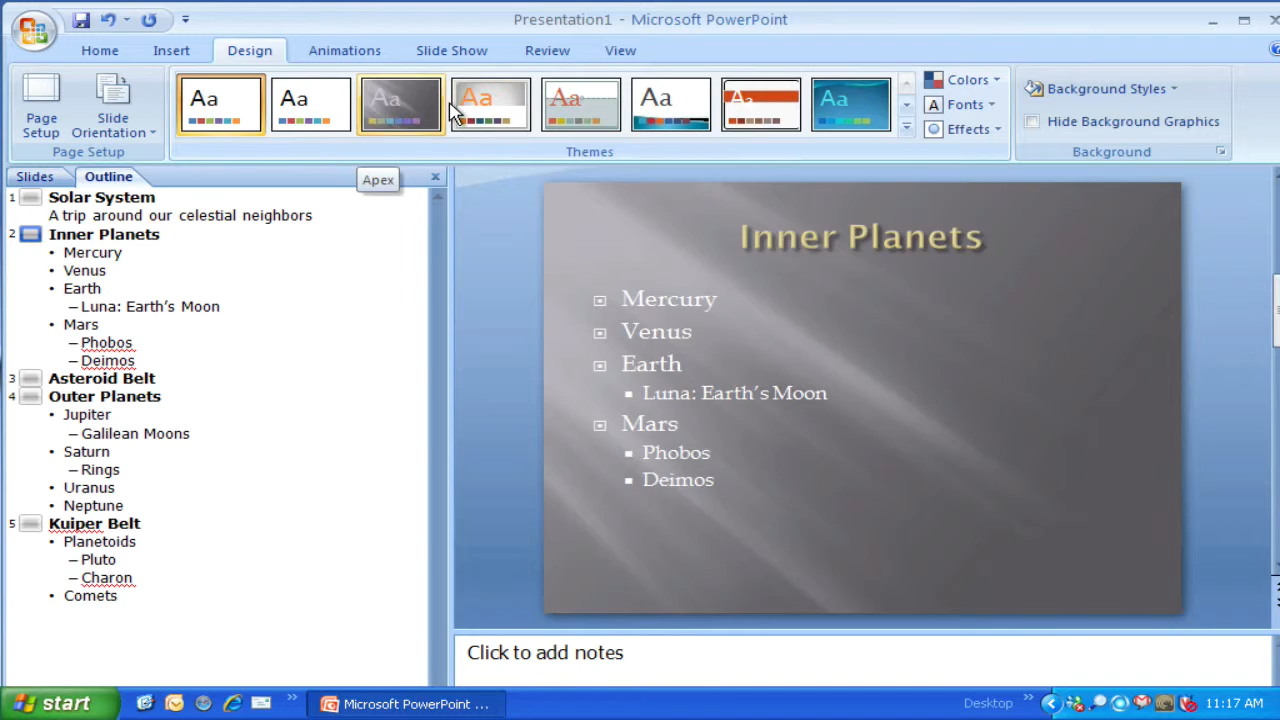 Presentation1 - Microsoft PowerPoint
Home Insert Design Animations Slide Show Review View
Page Setup
Slide Orientation
Aa Aa Aa Aa Aa Aa Aa Aa
Colors
Fonts
Effects
Background Styles
Hide Background Graphics
Page Setup Themes Background
Slides Outline
Apex
1 Solar System
A trip around our celestial neighbors
2 Inner Planets
• Mercury
• Venus
• Earth
– Luna: Earth’s Moon
• Mars
– Phobos
– Deimos
3 Asteroid Belt
4 Outer Planets
• Jupiter
– Galilean Moons
• Saturn
– Rings
• Uranus
• Neptune
5 Kuiper Belt
• Planetoids
– Pluto
– Charon
• Comets
Inner Planets
Mercury
Venus
Earth
Luna: Earth’s Moon
Mars
Phobos
Deimos
Click to add notes
start
Microsoft PowerPoint ...
Desktop
11:17 AM